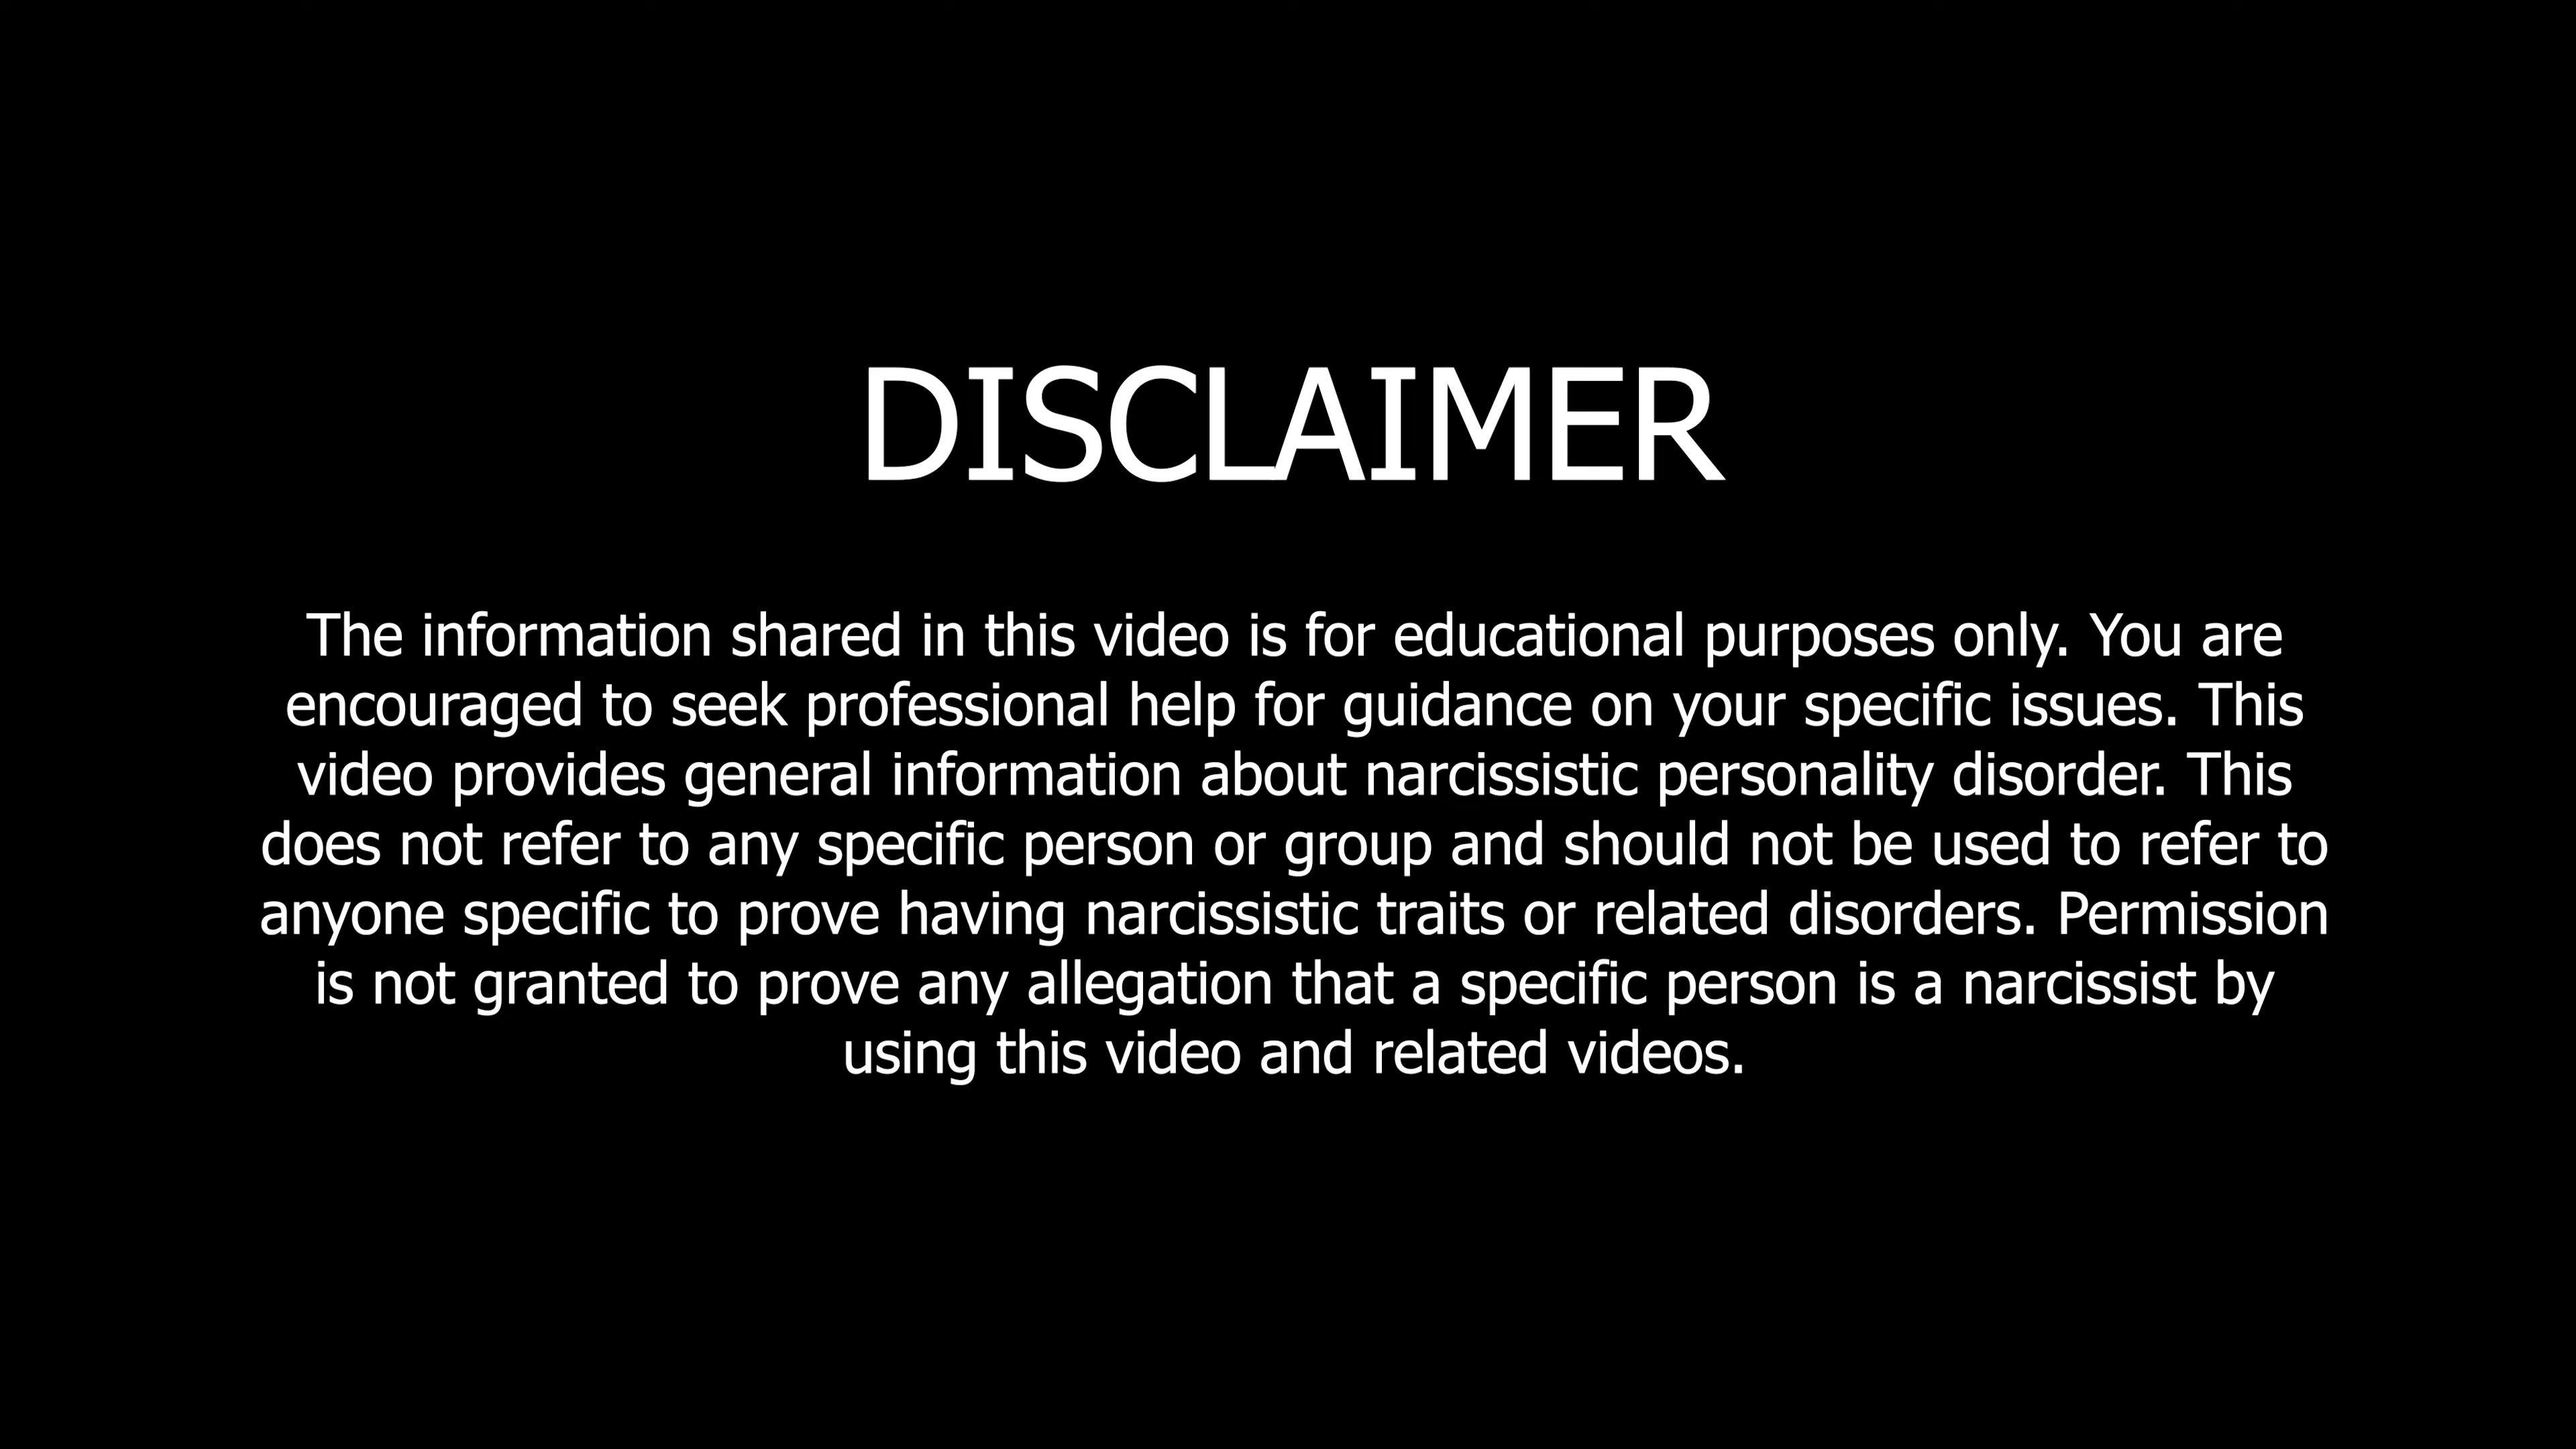 DISCLAIMER
The information shared in this video is for educational purposes only. You are
encouraged to seek professional help for guidance on your specific issues. This
video provides general information about narcissistic personality disorder. This
does not refer to any specific person or group and should not be used to refer to
anyone specific to prove having narcissistic traits or related disorders. Permission
is not granted to prove any allegation that a specific person is a narcissist by
using this video and related videos.